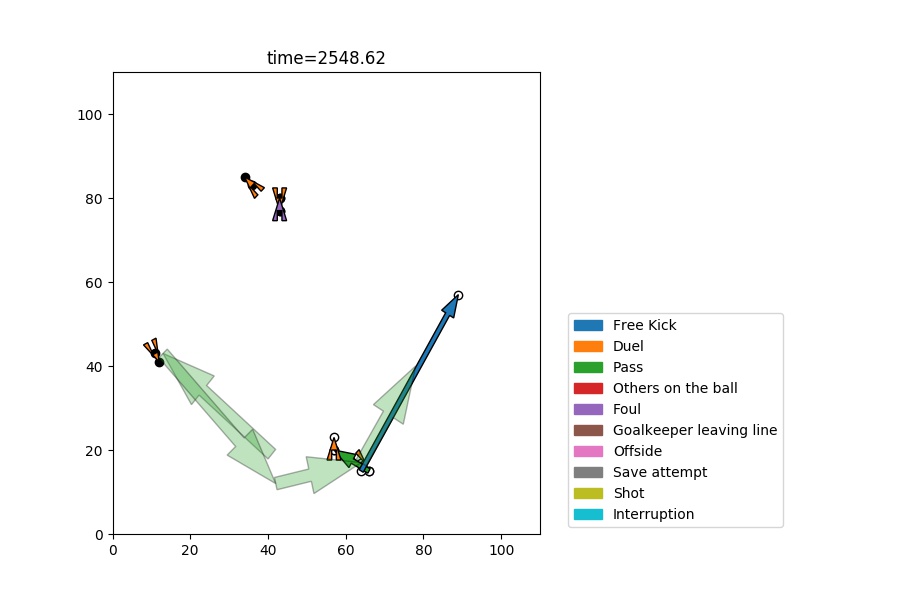 time=2548.62
100
80
60
40
20
0
0 20 40 60 80 100
Free Kick
Duel
Pass
Others on the ball
Foul
Goalkeeper leaving line
Offside
Save attempt
Shot
Interruption